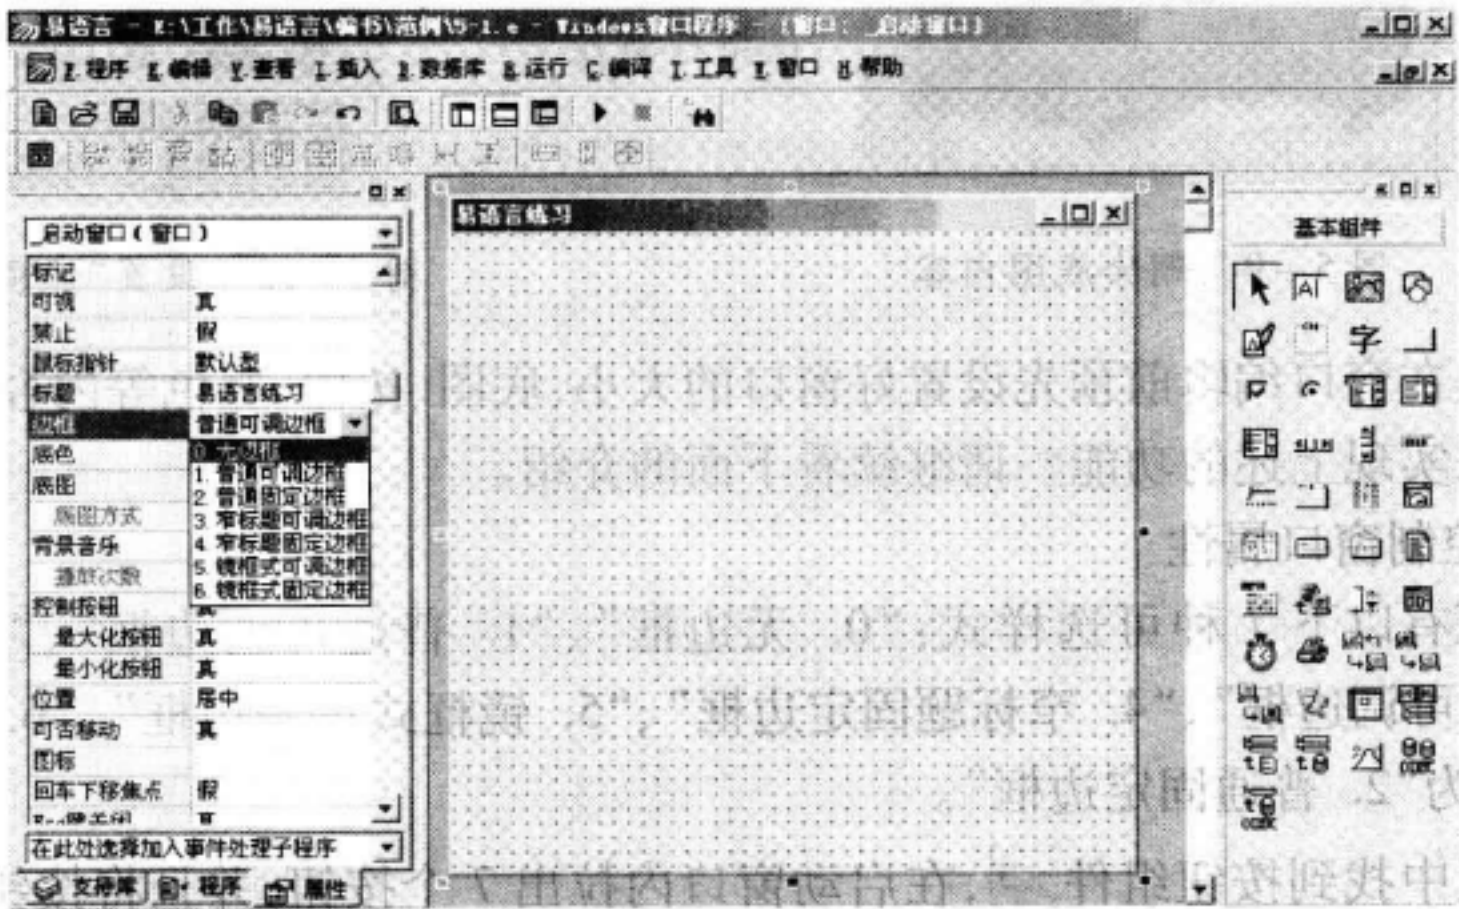 易语言 - E:\工作\易语言\编书\范例\5-1.e - Windows窗口程序 - [窗口: _启动窗口]
F.程序 E.编辑 V.查看 I.插入 B.数据库 R.运行 C.编译 T.工具 W.窗口 H.帮助
_启动窗口(窗口)
标记
可视 真
禁止 假
鼠标指针 默认型
标题 易语言练习
边框 普通可调边框
0. 无边框
1. 普通可调边框
2. 普通固定边框
3. 窄标题可调边框
4. 窄标题固定边框
5. 镜框式可调边框
6. 镜框式固定边框
底色
底图
底图方式
背景音乐
播放次数
控制按钮 真
最大化按钮 真
最小化按钮 真
位置 居中
可否移动 真
图标
回车下移焦点 假
Esc键关闭 真
在此处选择加入事件处理子程序
支持库 程序 属性
易语言练习
基本组件